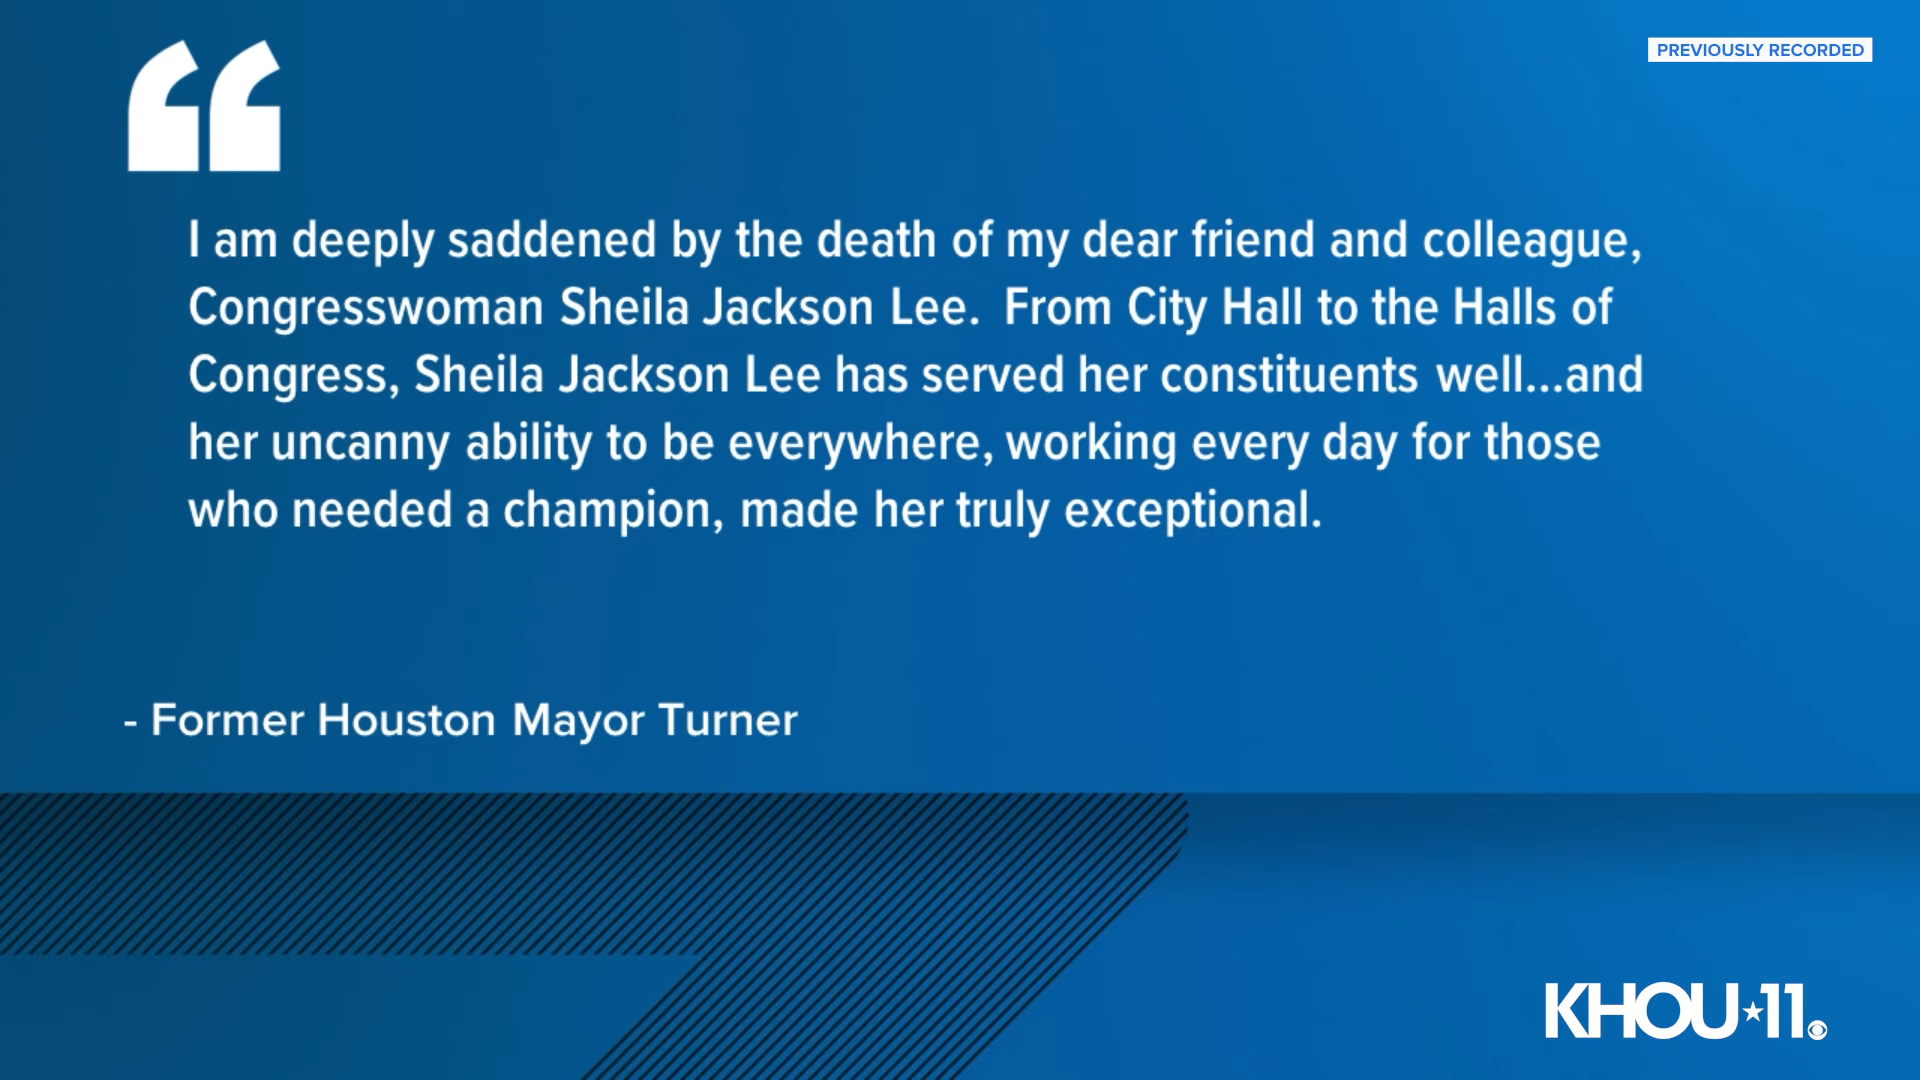 PREVIOUSLY RECORDED
“
I am deeply saddened by the death of my dear friend and colleague,
Congresswoman Sheila Jackson Lee.  From City Hall to the Halls of
Congress, Sheila Jackson Lee has served her constituents well...and
her uncanny ability to be everywhere, working every day for those
who needed a champion, made her truly exceptional.
- Former Houston Mayor Turner
KHOU★11